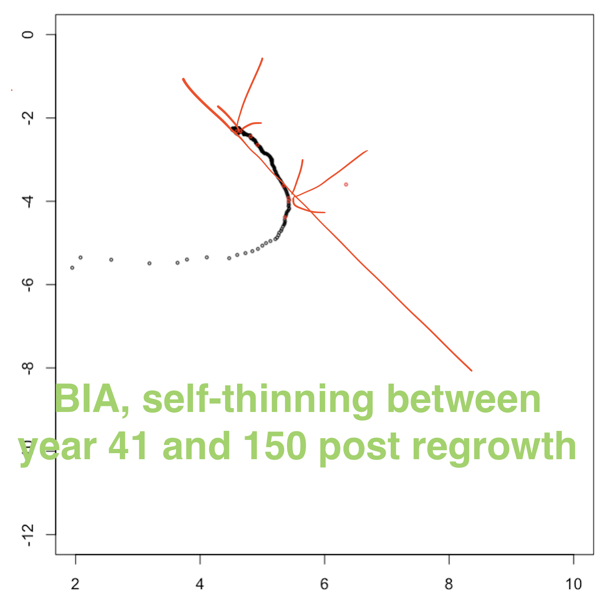 0
-2
-4
-6
-8
BIA, self-thinning between
year 41 and 150 post regrowth
-12
2 4 6 8 10